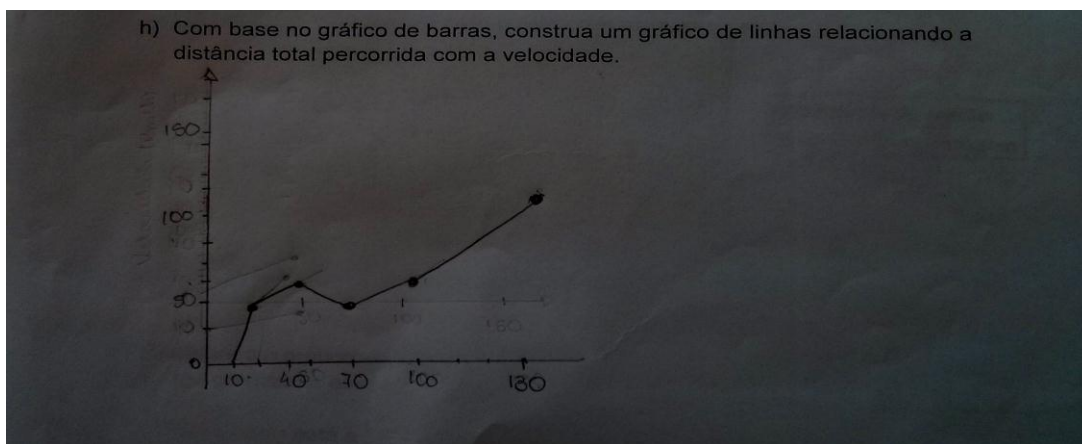 h) Com base no gráfico de barras, construa um gráfico de linhas relacionando a
distância total percorrida com a velocidade.
150
100
50
0
10 40 70 100 130